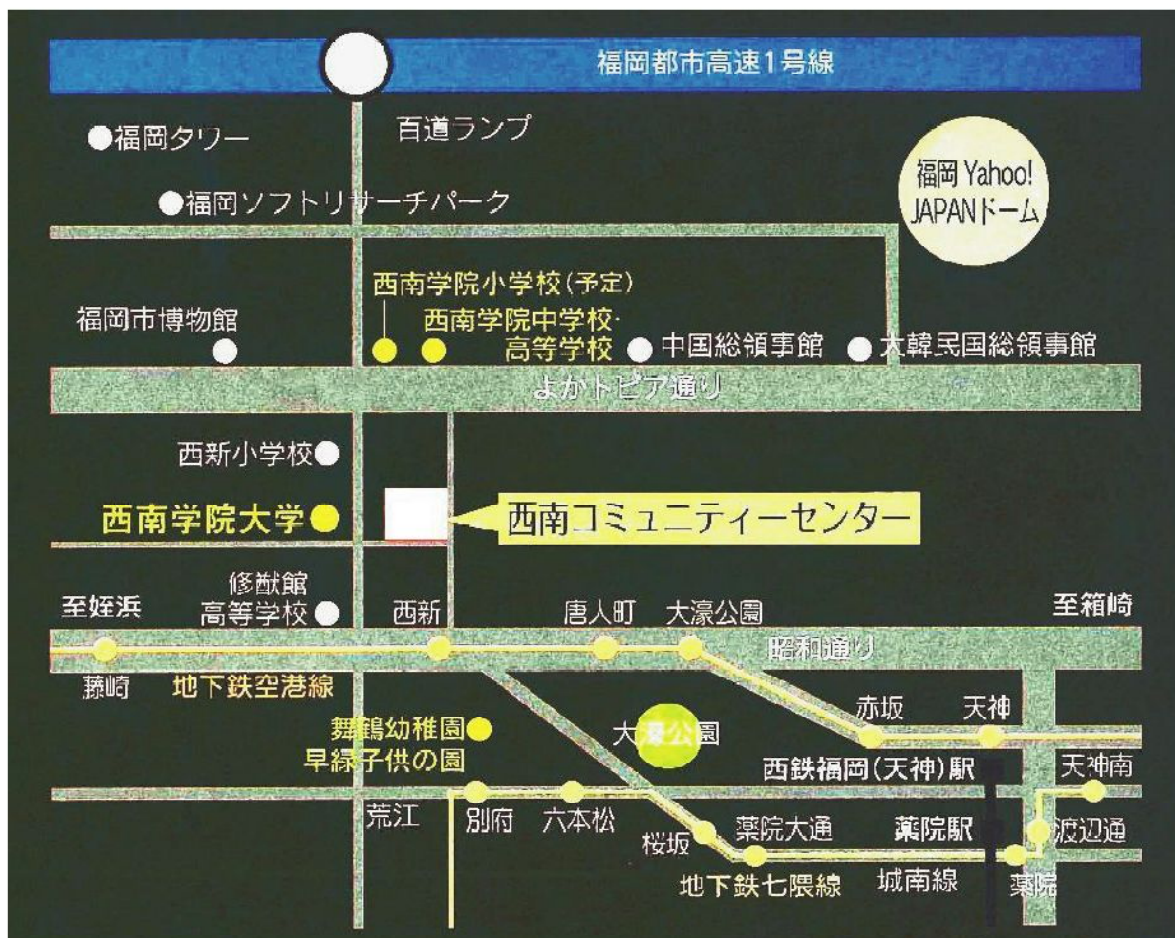 福岡都市高速1号線
百道ランプ
福岡タワー
福岡 Yahoo!
JAPANドーム
福岡ソフトリサーチパーク
西南学院小学校(予定)
福岡市博物館
西南学院中学校・
高等学校
中国総領事館
大韓民国総領事館
よかトピア通り
西新小学校
西南学院大学
西南コミュニティーセンター
修猷館
高等学校
至姪浜
西新
唐人町
大濠公園
至箱崎
昭和通り
藤崎
地下鉄空港線
赤坂
天神
舞鶴幼稚園
早緑子供の園
大濠公園
西鉄福岡(天神)駅
天神南
荒江
別府
六本松
桜坂
薬院大通
薬院駅
渡辺通
地下鉄七隈線
城南線
薬院